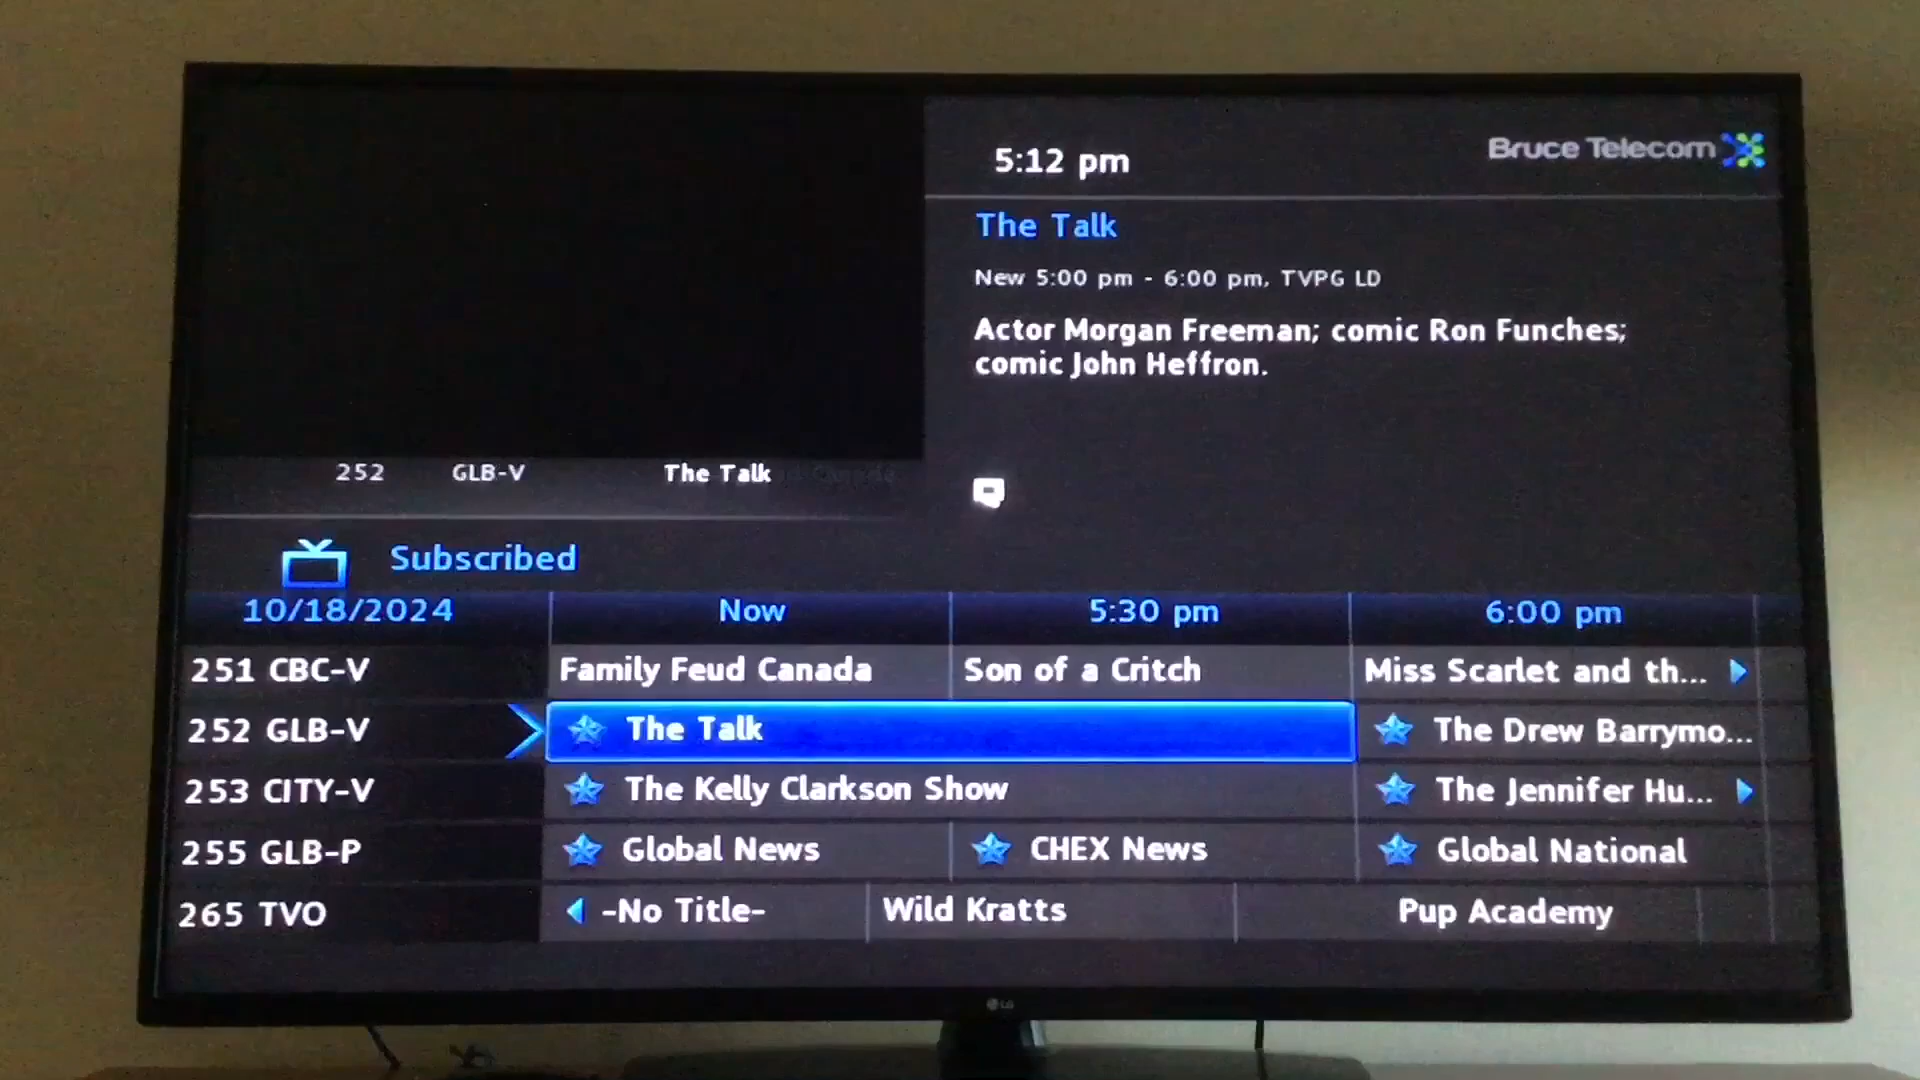 5:12 pm
Bruce Telecom
The Talk
New 5:00 pm - 6:00 pm, TVPG LD
Actor Morgan Freeman; comic Ron Funches;
comic John Heffron.
252 GLB-V The Talk
Subscribed
10/18/2024 Now 5:30 pm 6:00 pm
251 CBC-V Family Feud Canada Son of a Critch Miss Scarlet and th...
252 GLB-V The Talk The Drew Barrymo...
253 CITY-V The Kelly Clarkson Show The Jennifer Hu...
255 GLB-P Global News CHEX News Global National
265 TVO -No Title- Wild Kratts Pup Academy
LG